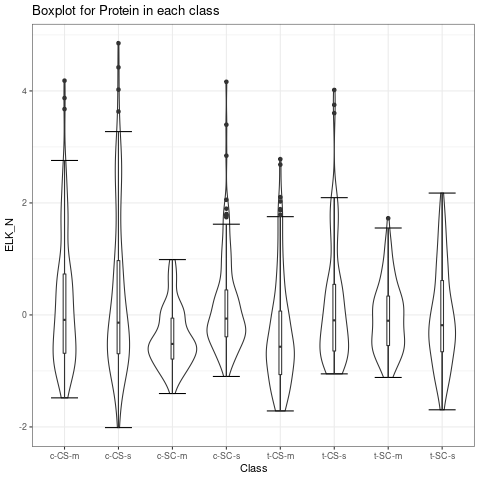 Boxplot for Protein in each class
ELK_N
4
2
0
-2
c-CS-m c-CS-s c-SC-m c-SC-s t-CS-m t-CS-s t-SC-m t-SC-s
Class